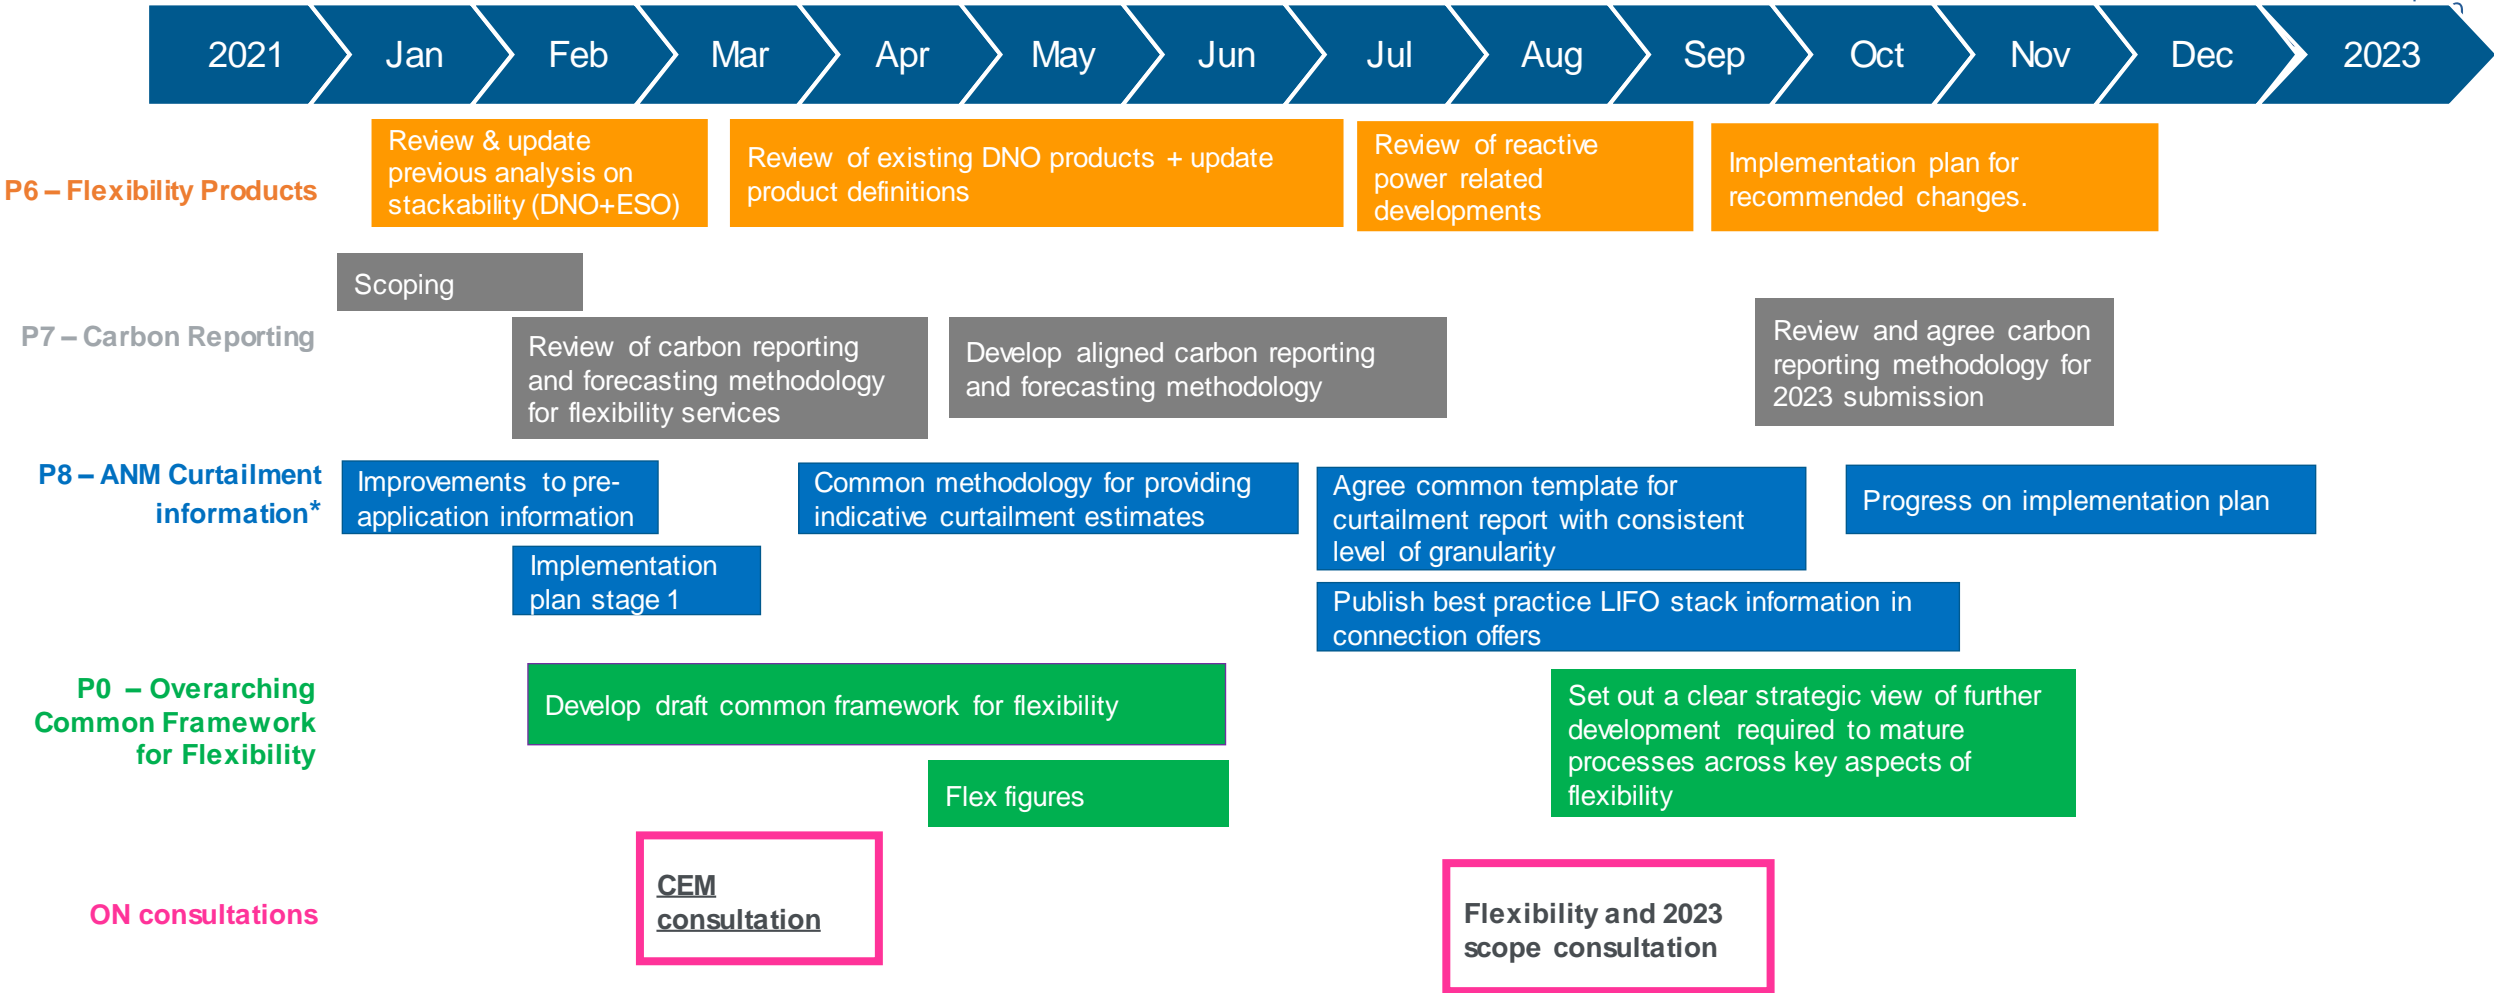 2021
Jan
Feb
Mar
Apr
May
Jun
Jul
Aug
Sep
Oct
Nov
Dec
2023
P6 – Flexibility Products
Review & update
previous analysis on
stackability (DNO+ESO)
Review of existing DNO products + update
product definitions
Review of reactive
power related
developments
Implementation plan for
recommended changes.
P7 – Carbon Reporting
Scoping
Review of carbon reporting
and forecasting methodology
for flexibility services
Develop aligned carbon reporting
and forecasting methodology
Review and agree carbon
reporting methodology for
2023 submission
P8 – ANM Curtailment
information*
Improvements to pre-
application information
Implementation
plan stage 1
Common methodology for providing
indicative curtailment estimates
Agree common template for
curtailment report with consistent
level of granularity
Publish best practice LIFO stack information in
connection offers
Progress on implementation plan
P0 – Overarching
Common Framework
for Flexibility
Develop draft common framework for flexibility
Flex figures
Set out a clear strategic view of further
development required to mature
processes across key aspects of
flexibility
ON consultations
CEM
consultation
Flexibility and 2023
scope consultation